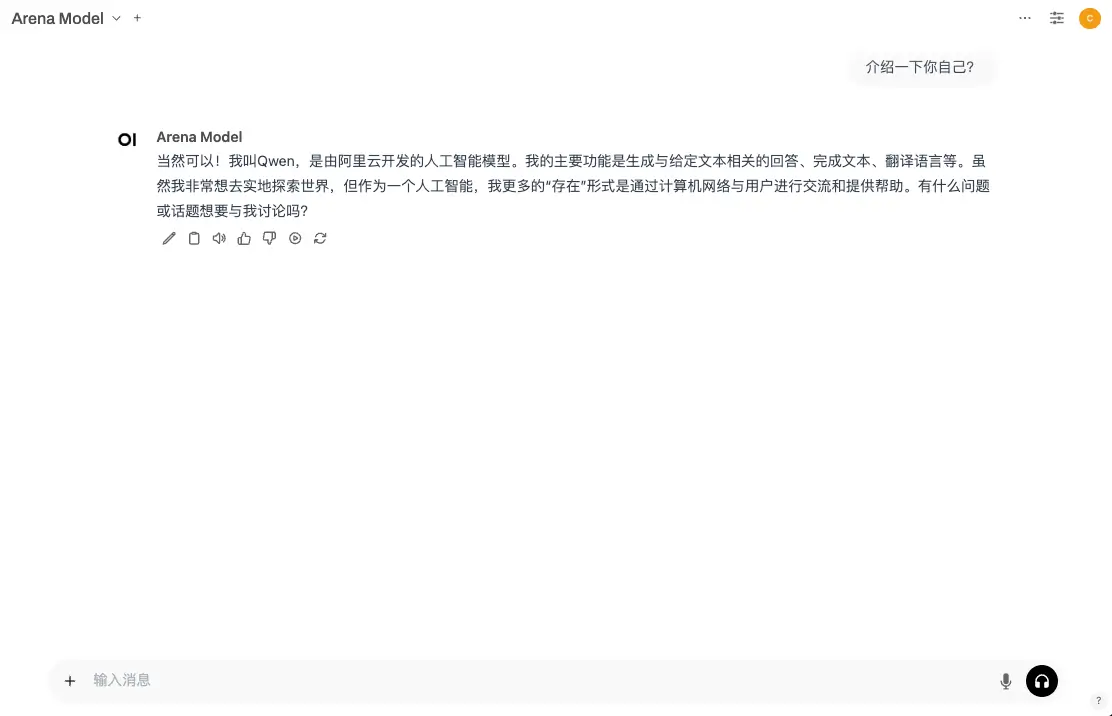 Arena Model
C
介绍一下你自己?
OI
Arena Model
当然可以！我叫Qwen，是由阿里云开发的人工智能模型。我的主要功能是生成与给定文本相关的回答、完成文本、翻译语言等。虽
然我非常想去实地探索世界，但作为一个人工智能，我更多的“存在”形式是通过计算机网络与用户进行交流和提供帮助。有什么问题
或话题想要与我讨论吗?
输入消息
?